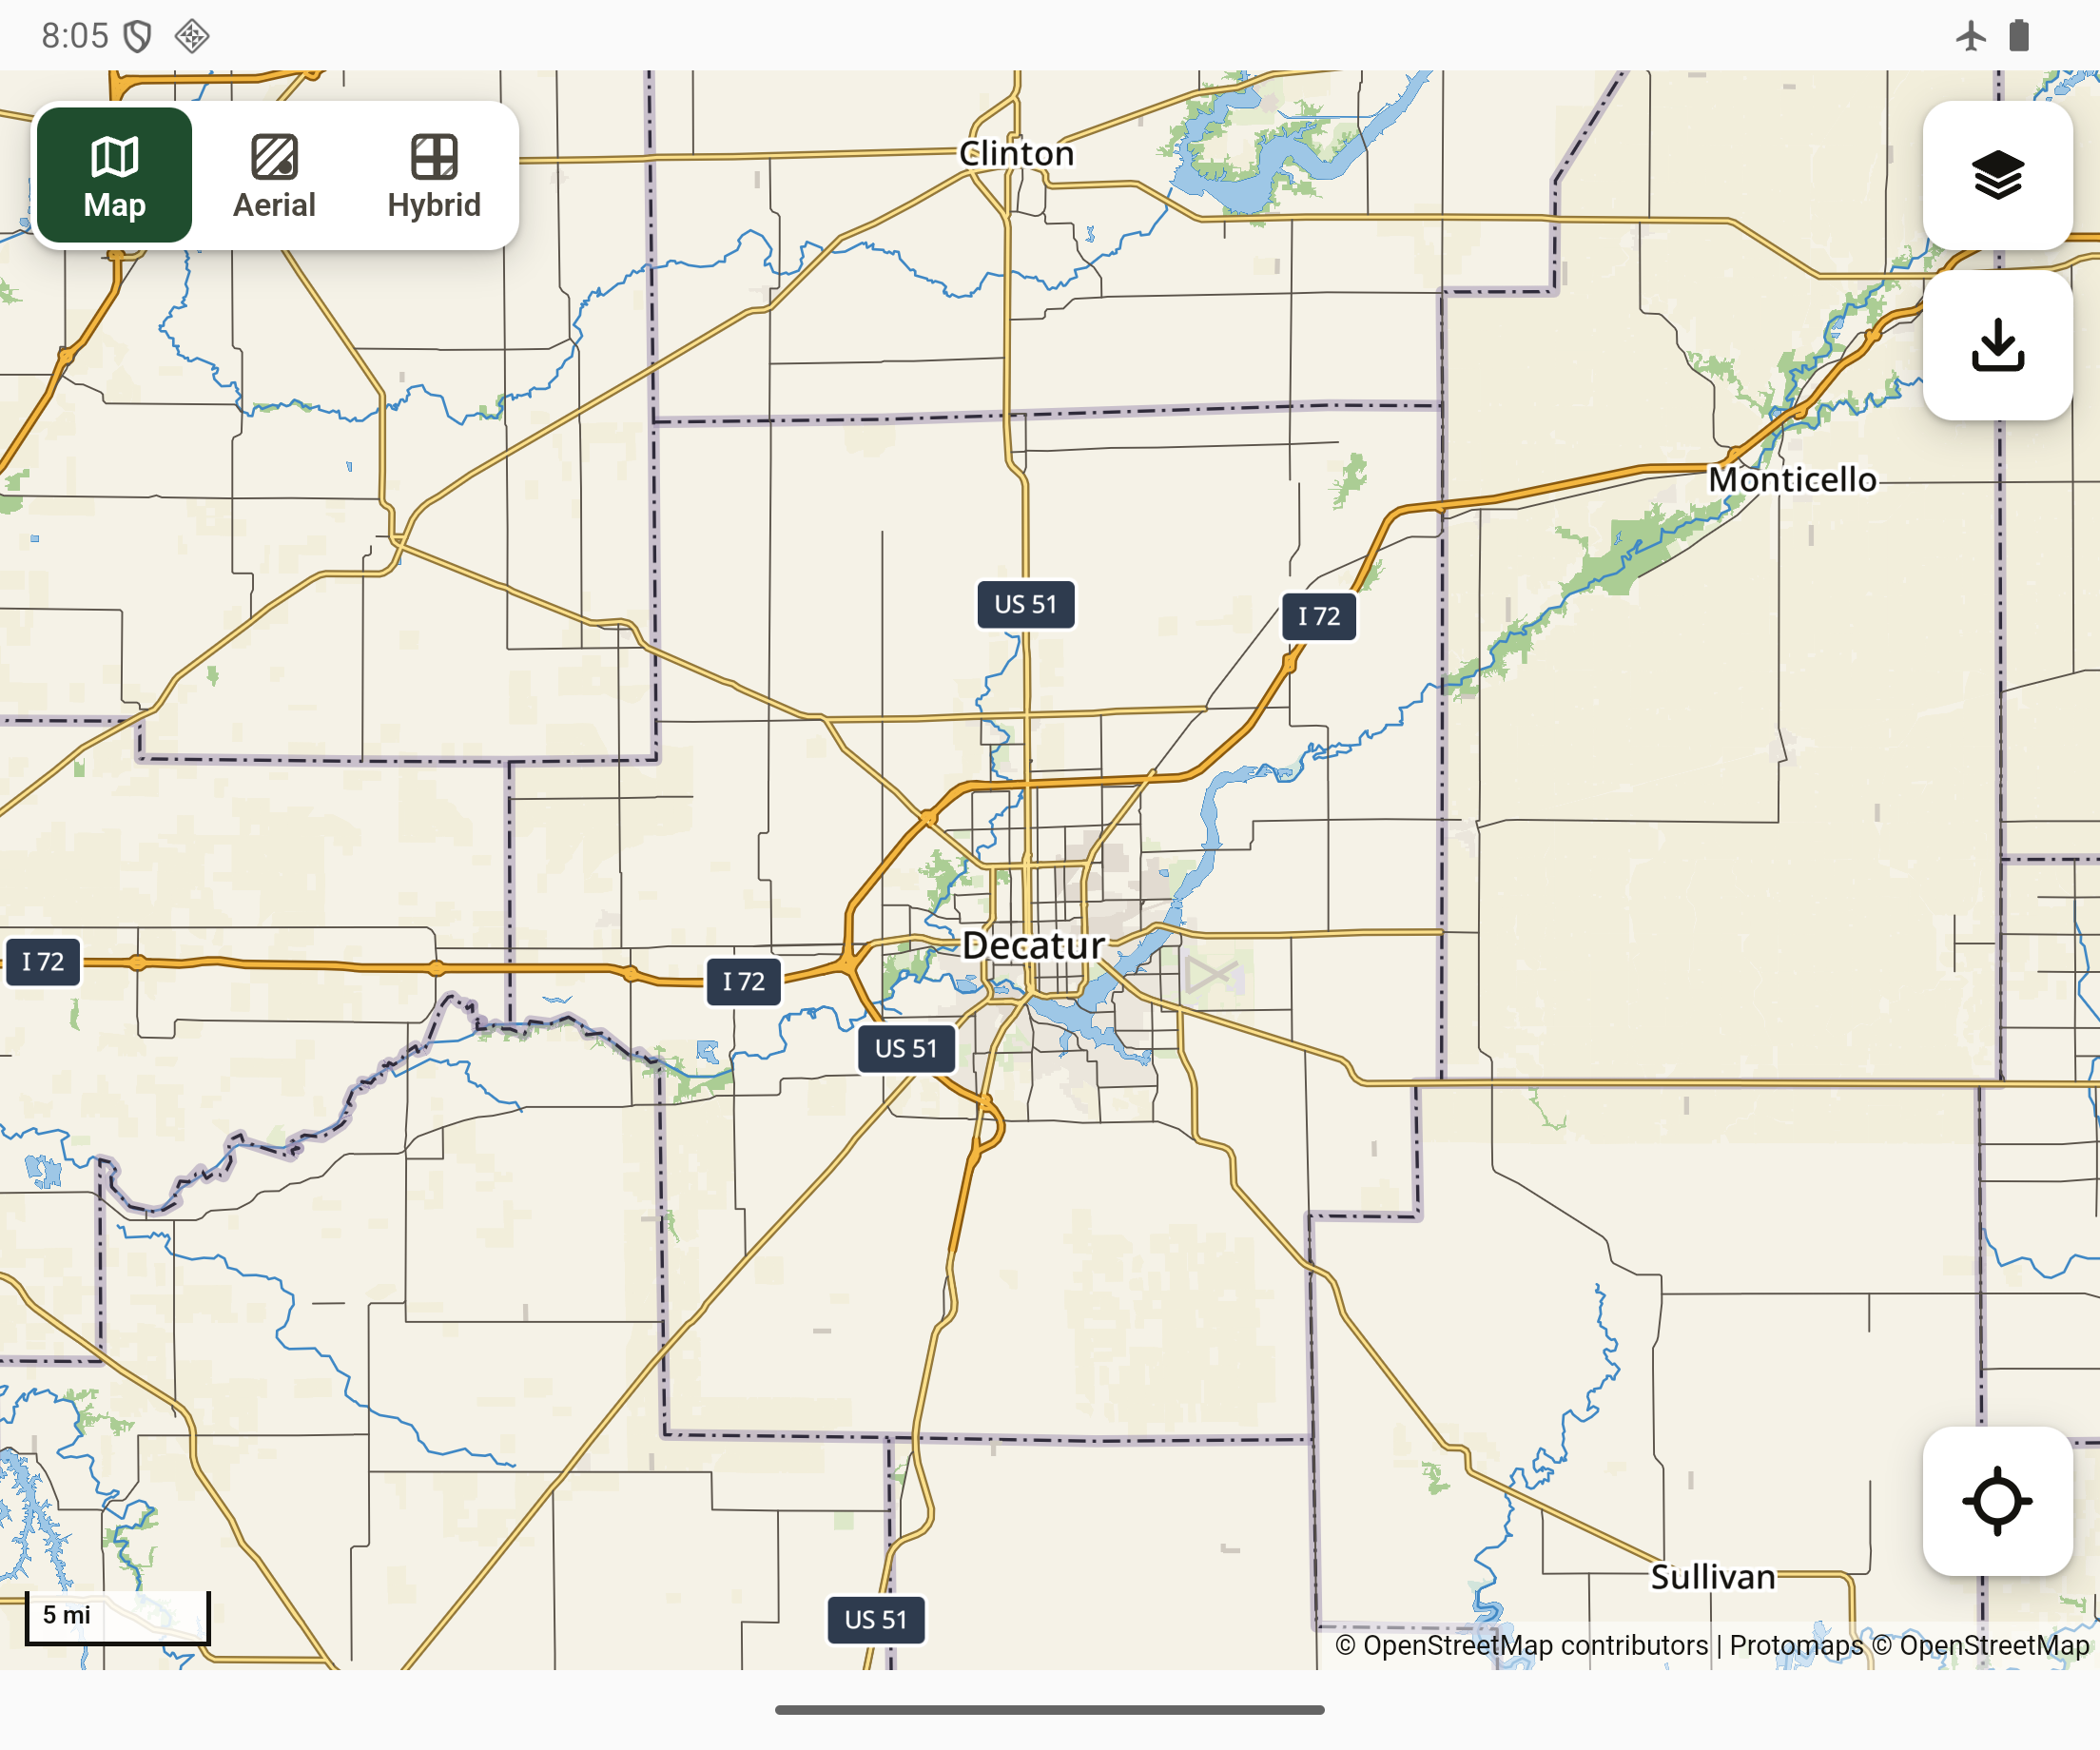 8:05
Map
Aerial
Hybrid
Clinton
Monticello
US 51
I 72
Decatur
I 72
I 72
US 51
Sullivan
US 51
5 mi
© OpenStreetMap contributors | Protomaps © OpenStreetMap